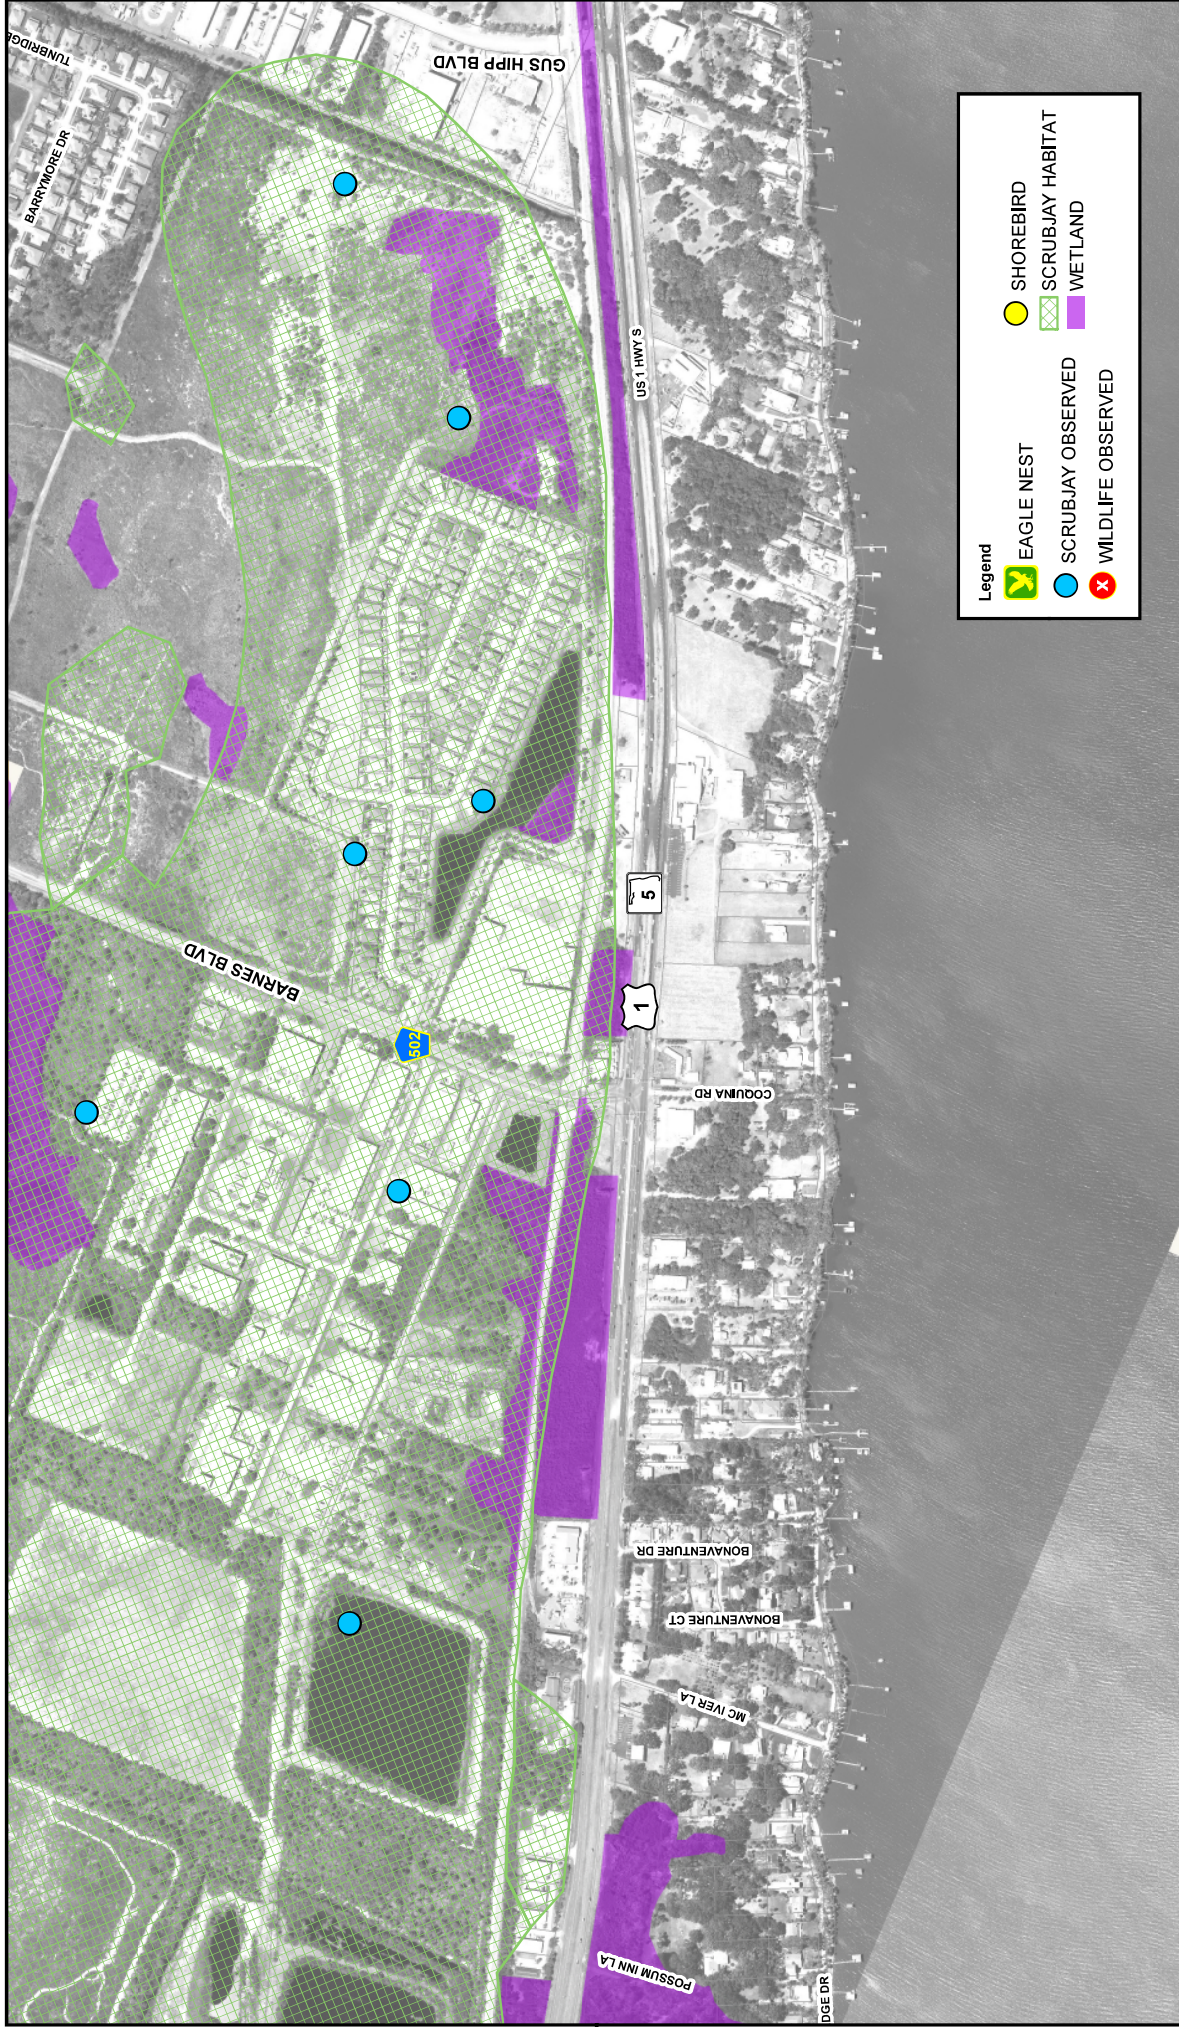 TUNBRIDGE
BARRYMORE DR
GUS HIPP BLVD
US 1 HWY S
BARNES BLVD
502
5
1
COQUINA RD
BONAVENTURE DR
BONAVENTURE CT
MC IVER LA
POSSUM INN LA
DGE DR
Legend
EAGLE NEST
SCRUBJAY OBSERVED
WILDLIFE OBSERVED
X
SHOREBIRD
SCRUBJAY HABITAT
WETLAND